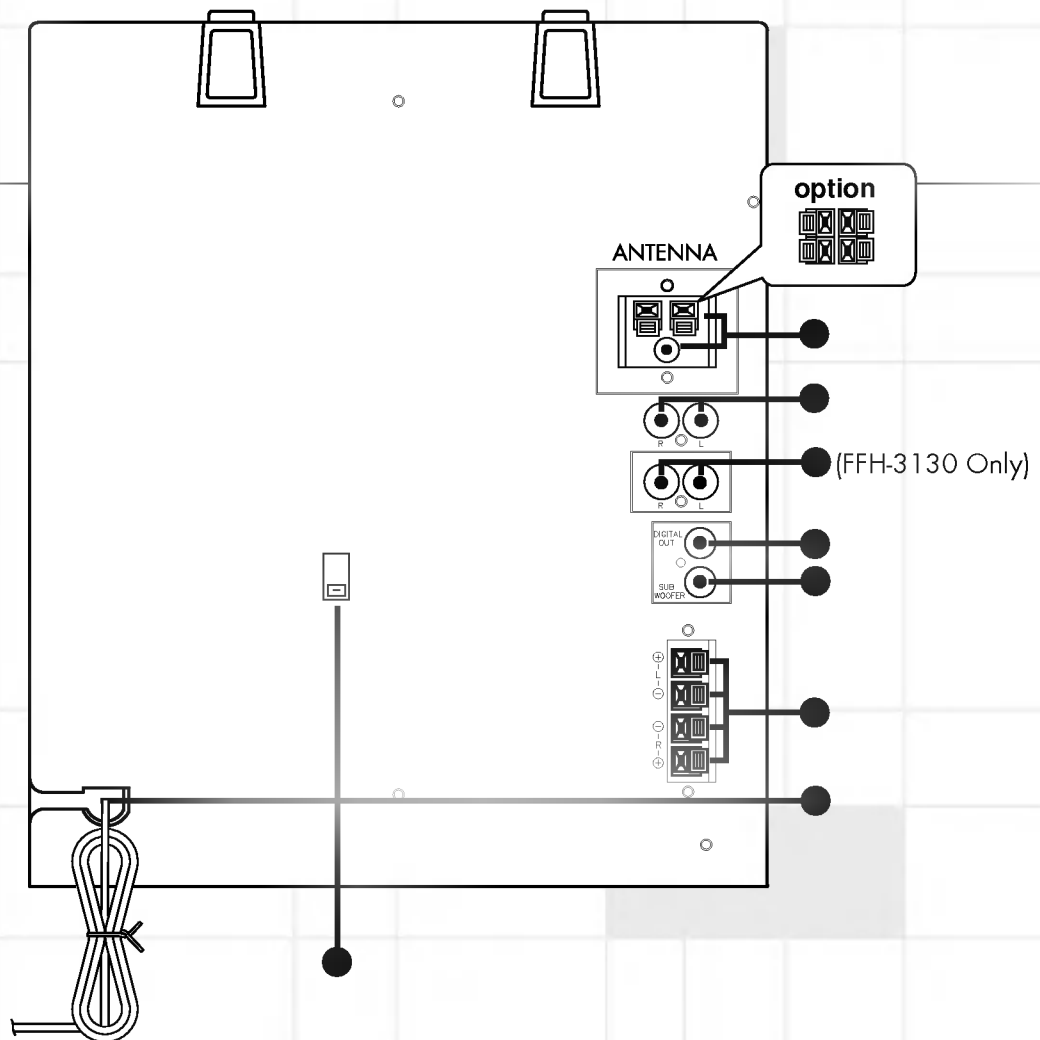 option
ANTENNA
R L
(FFH-3130 Only)
R L
DIGITAL
OUT
SUB
WOOFER
+
L
-
-
R
+